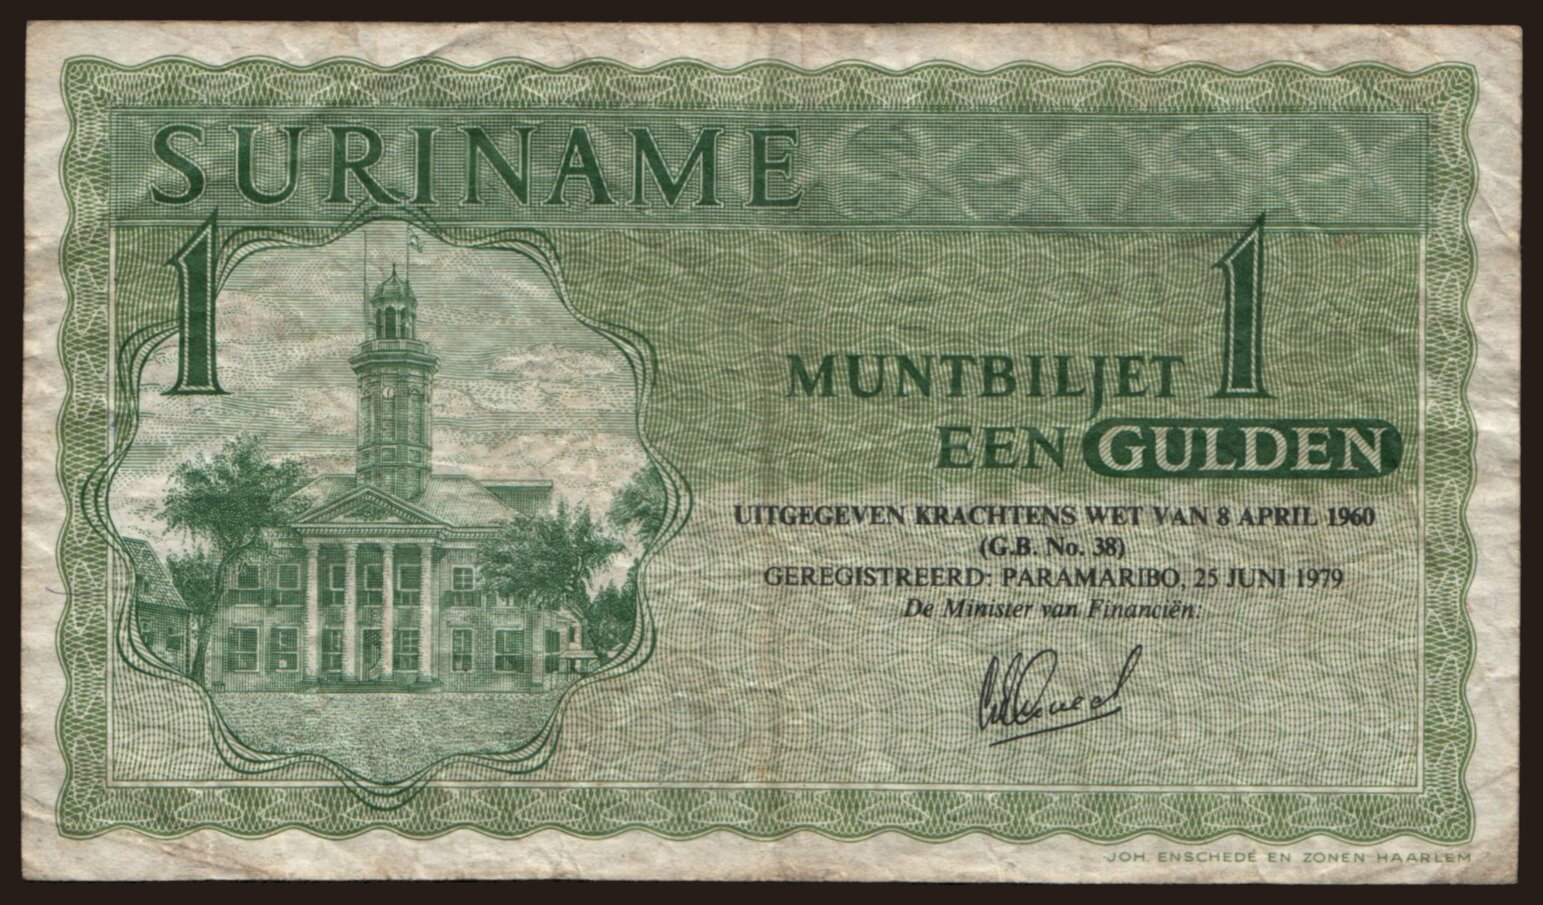 SURINAME
1
1
MUNTBILJET
EEN GULDEN
UITGEGEVEN KRACHTENS WET VAN 8 APRIL 1960
(G.B. No. 38)
GEREGISTREERD: PARAMARIBO, 25 JUNI 1979
De Minister van Financiën:
JOH. ENSCHEDÉ EN ZONEN HAARLEM